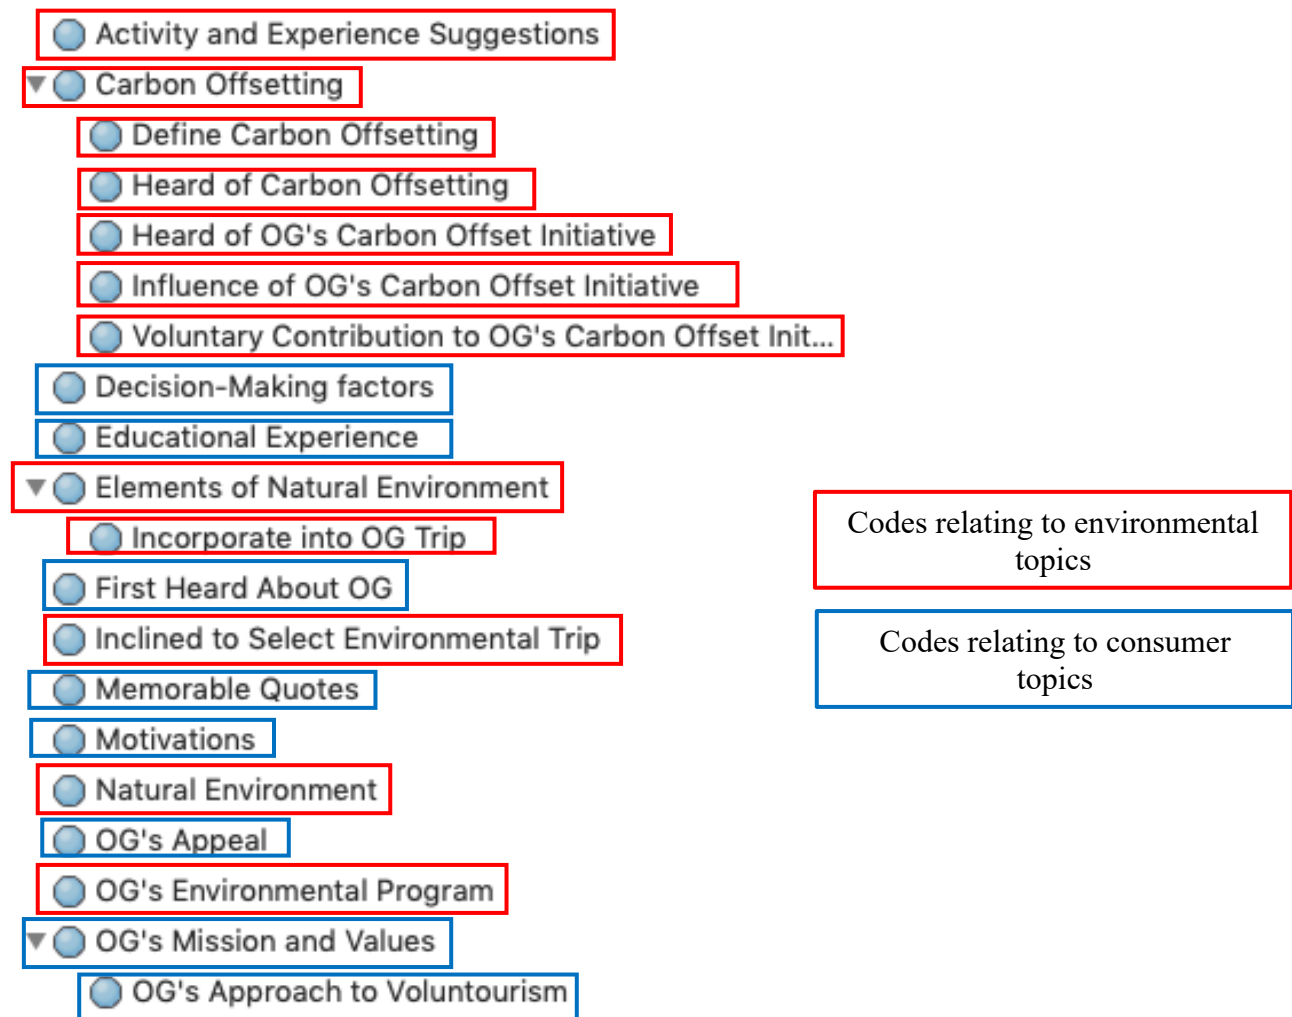 Activity and Experience Suggestions
Carbon Offsetting
Define Carbon Offsetting
Heard of Carbon Offsetting
Heard of OG's Carbon Offset Initiative
Influence of OG's Carbon Offset Initiative
Voluntary Contribution to OG's Carbon Offset Init...
Decision-Making factors
Educational Experience
Elements of Natural Environment
Incorporate into OG Trip
First Heard About OG
Inclined to Select Environmental Trip
Memorable Quotes
Motivations
Natural Environment
OG's Appeal
OG's Environmental Program
OG's Mission and Values
OG's Approach to Voluntourism
Codes relating to environmental
topics
Codes relating to consumer
topics